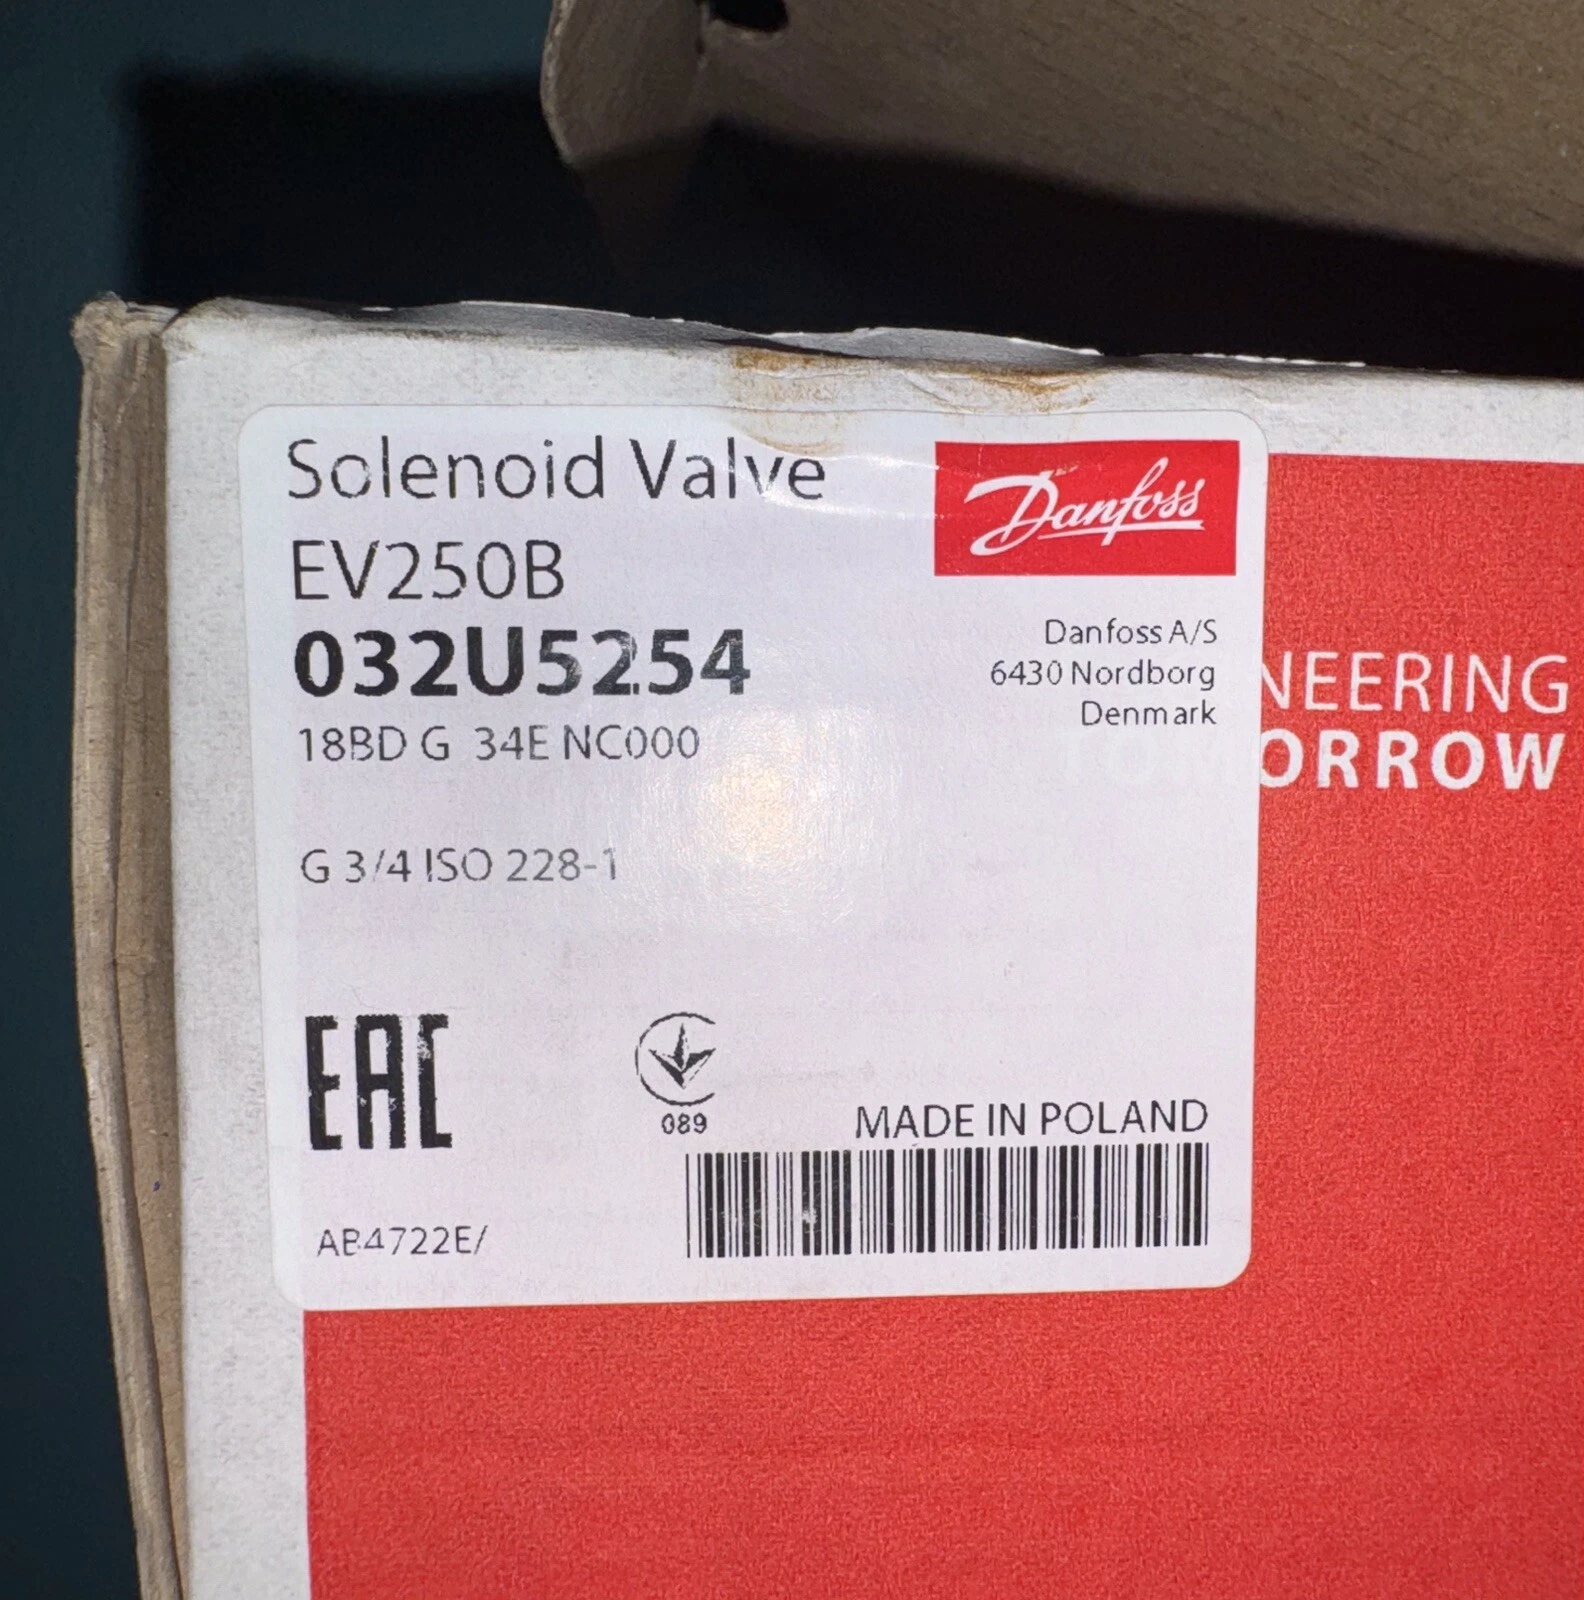 Solenoid Valve
EV250B
032U5254
18BD G 34E NC000
G 3/4 ISO 228-1
Danfoss
Danfoss A/S
6430 Nordborg
Denmark
NEERING
TOMORROW
EAC
089
MADE IN POLAND
AB4722E/